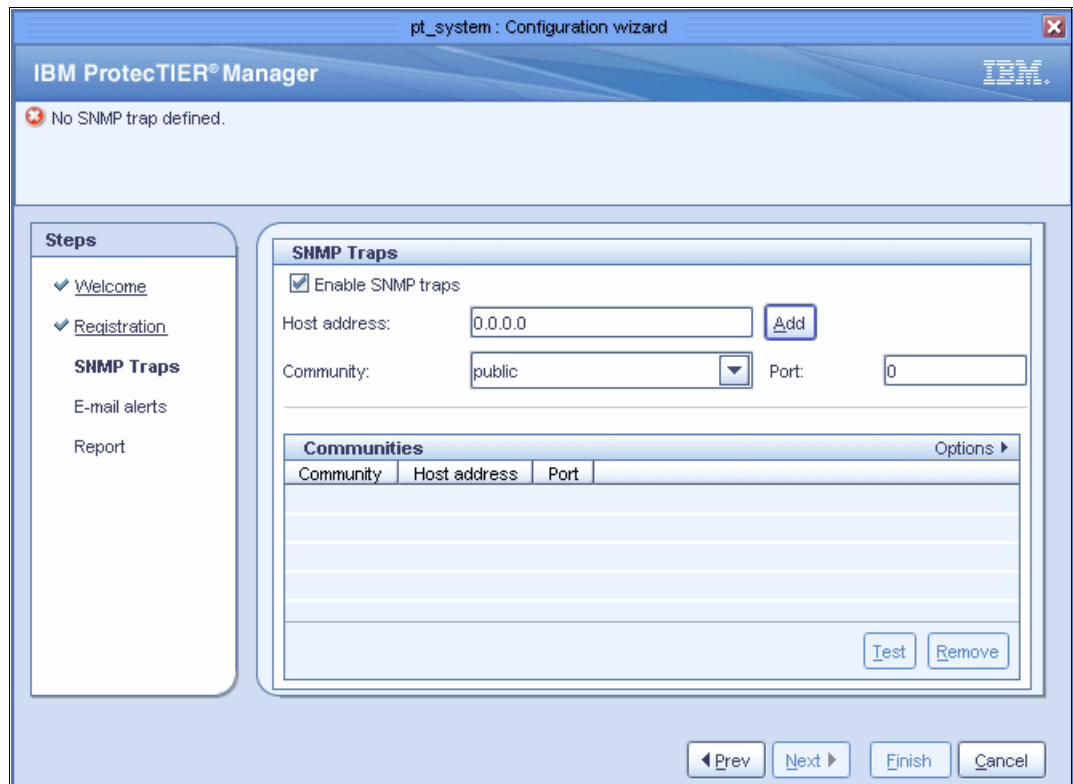 pt_system : Configuration wizard
IBM ProtecTIER® Manager
IBM.
No SNMP trap defined.
Steps
Welcome
Registration
SNMP Traps
E-mail alerts
Report
SNMP Traps
Enable SNMP traps
Host address: 0.0.0.0 Add
Community: public Port: 0
Communities Options
Community Host address Port
Test Remove
Prev Next Finish Cancel